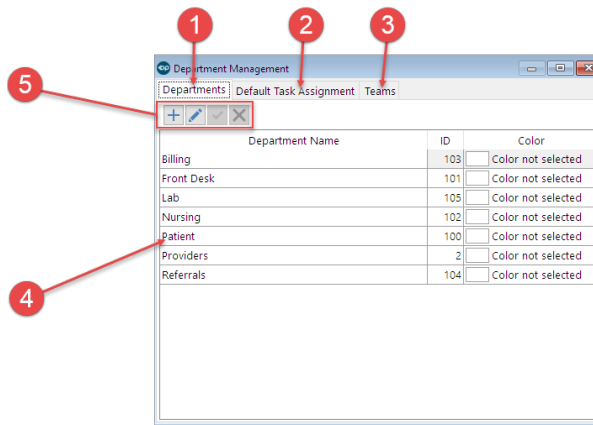 1 2 3
Department Management
5
Departments Default Task Assignment Teams
Department Name ID Color
Billing 103 Color not selected
Front Desk 101 Color not selected
Lab 105 Color not selected
Nursing 102 Color not selected
Patient 100 Color not selected
Providers 2 Color not selected
Referrals 104 Color not selected
4